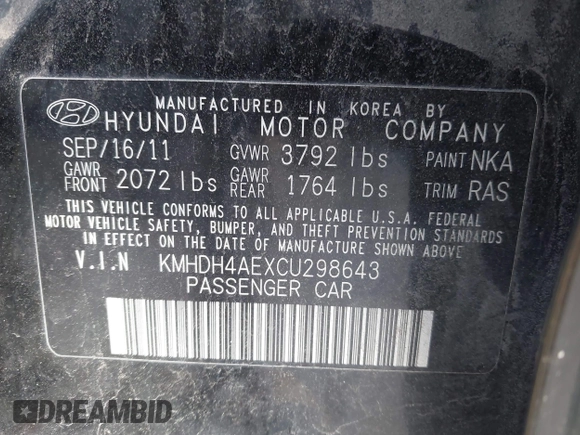 MANUFACTURED IN KOREA BY
HYUNDAI MOTOR COMPANY
SEP/16/11 GVWR 3792 lbs PAINT NKA
GAWR FRONT 2072 lbs GAWR REAR 1764 lbs TRIM RAS
THIS VEHICLE CONFORMS TO ALL APPLICABLE U.S.A. FEDERAL
MOTOR VEHICLE SAFETY, BUMPER, AND THEFT PREVENTION STANDARDS
IN EFFECT ON THE DATE OF MANUFACTURE SHOWN ABOVE
V.I.N KMHDH4AEXCU298643
PASSENGER CAR
DREAMBID